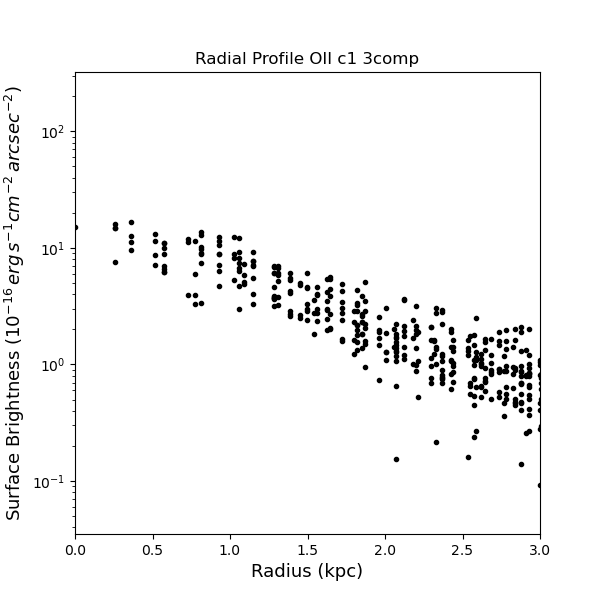 Radial Profile OII c1 3comp
Surface Brightness (10⁻¹⁶ erg s⁻¹cm⁻² arcsec⁻²)
10²
10¹
10⁰
10⁻¹
0.0 0.5 1.0 1.5 2.0 2.5 3.0
Radius (kpc)